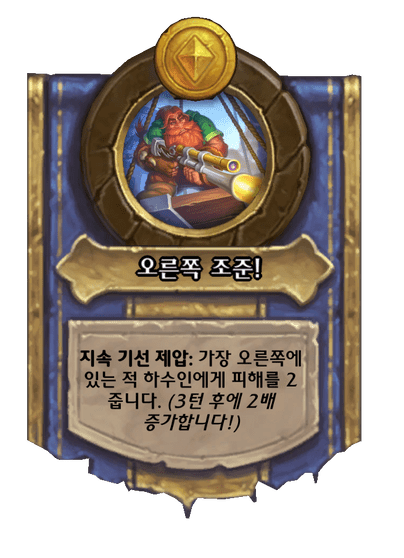 오른쪽 조준!
지속 기선 제압: 가장 오른쪽에
있는 적 하수인에게 피해를 2
줍니다. (3턴 후에 2배
증가합니다!)